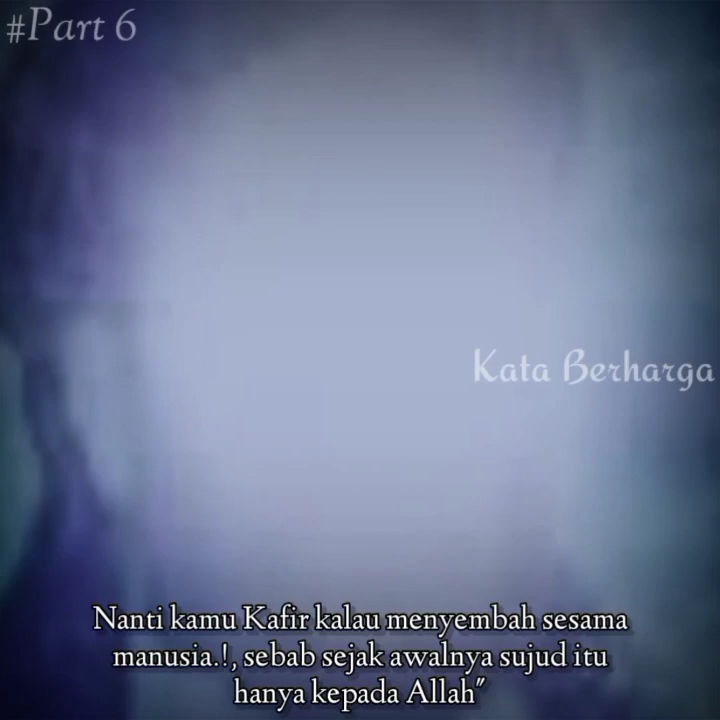 #Part 6
Kata Berharga
Nanti kamu Kafir kalau menyembah sesama
manusia.!, sebab sejak awalnya sujud itu
hanya kepada Allah"